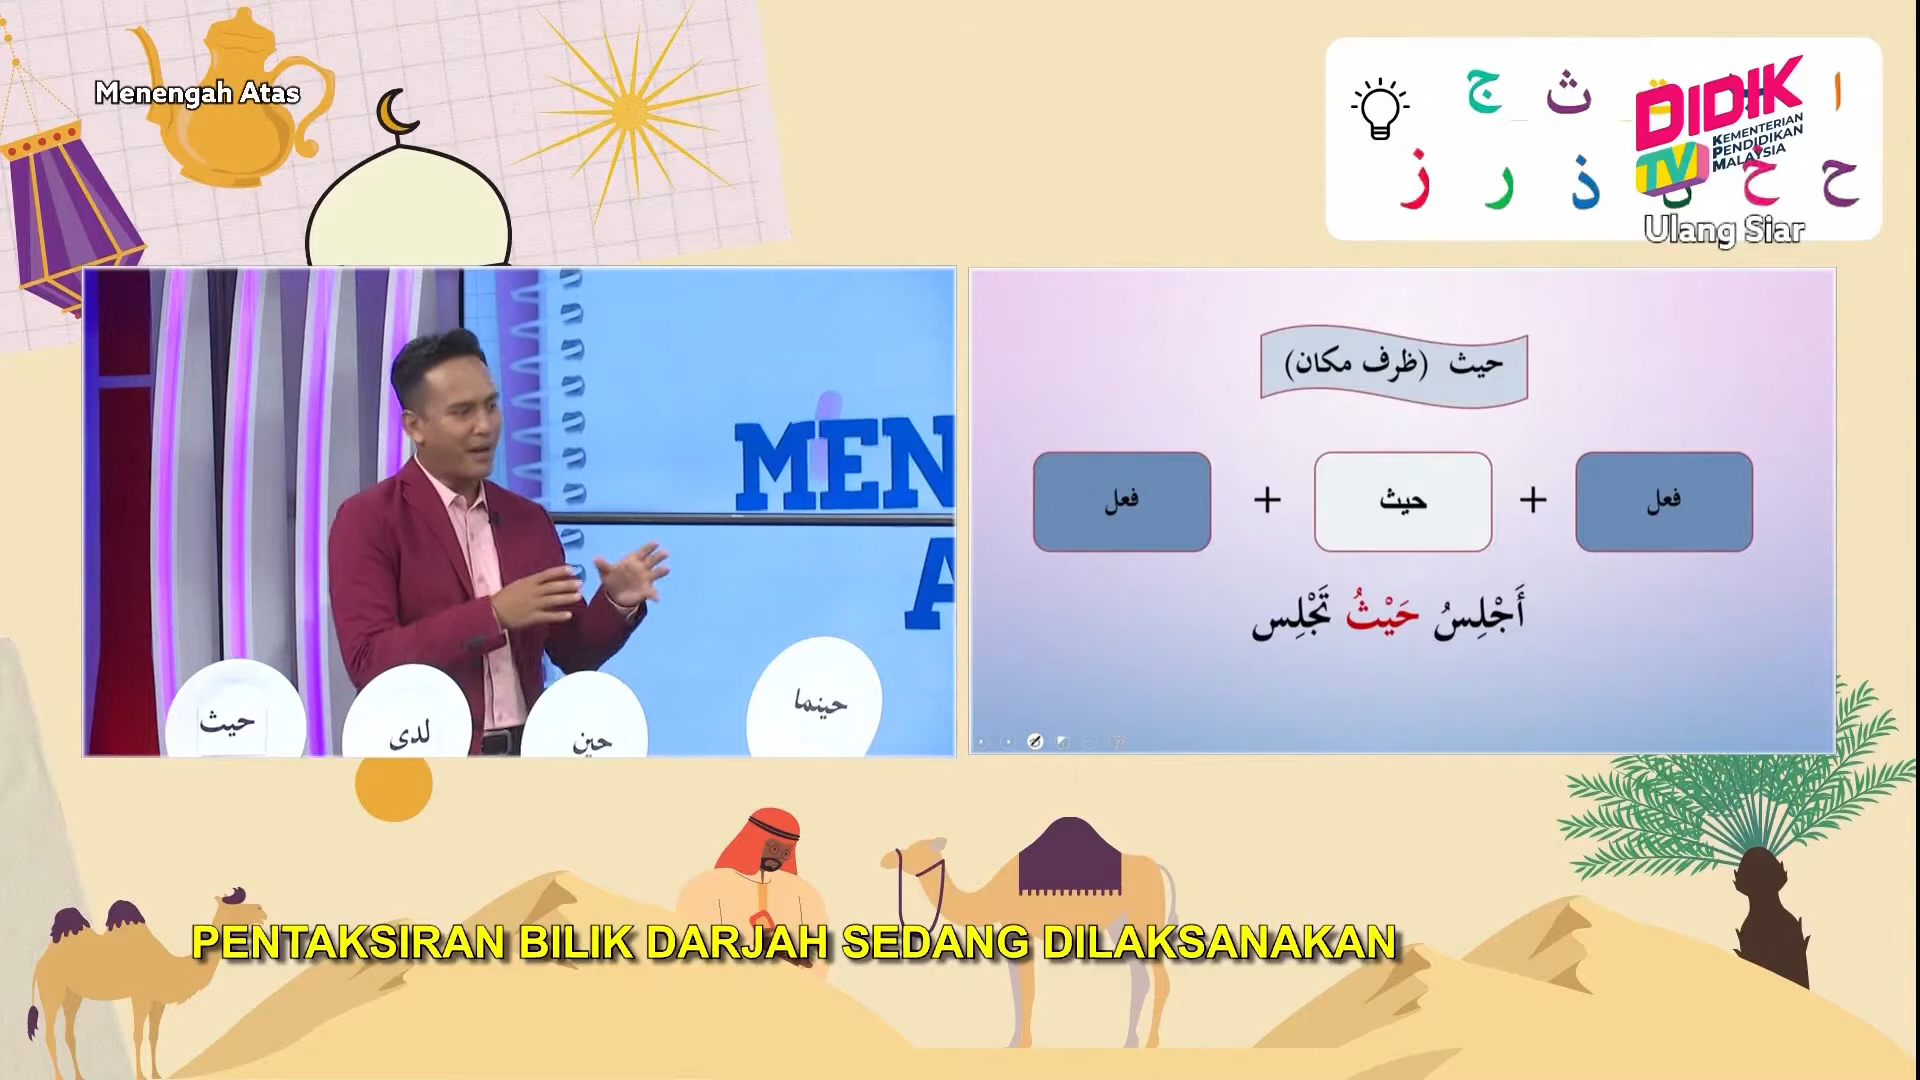 Menengah Atas
ج ث ا
ز ر ذ خ ح
DIDIK
TV
KEMENTERIAN
PENDIDIKAN
MALAYSIA
Ulang Siar
MEN
A
حيث
لدى
حين
حينما
حيث (ظرف مكان)
فعل + حيث + فعل
أَجْلِسُ حَيْثُ تَجْلِس
PENTAKSIRAN BILIK DARJAH SEDANG DILAKSANAKAN